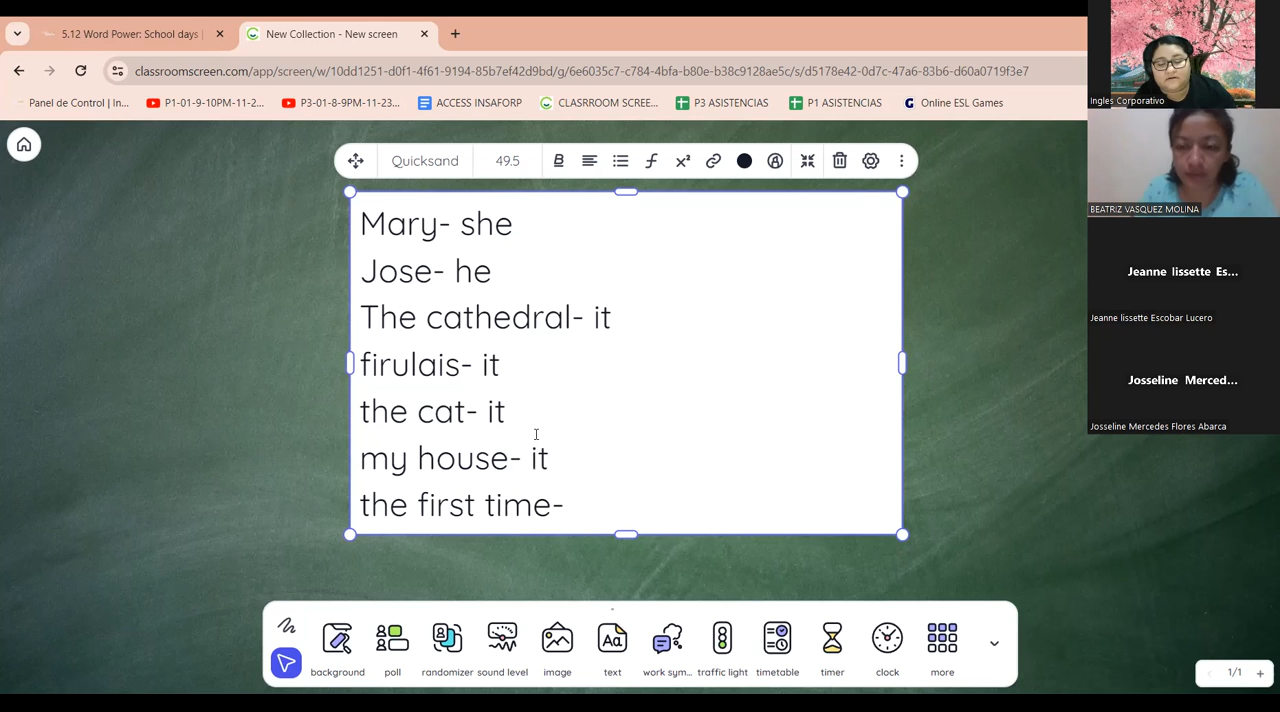 5.12 Word Power: School days |
New Collection - New screen
classroomscreen.com/app/screen/w/10dd1251-d0f1-4f61-9194-85b7ef42d9bd/g/6e6035c7-c784-4bfa-b80e-b38c9128ae5c/s/d5178e42-0d7c-47a6-83b6-d60a0719f3e7
Panel de Control | In...
P1-01-9-10PM-11-2...
P3-01-8-9PM-11-23...
ACCESS INSAFORP
CLASSROOM SCREE...
P3 ASISTENCIAS
P1 ASISTENCIAS
Online ESL Games
Quicksand
49.5
Mary- she
Jose- he
The cathedral- it
firulais- it
the cat- it
my house- it
the first time-
background
poll
randomizer
sound level
image
text
work sym...
traffic light
timetable
timer
clock
more
1/1
Ingles Corporativo
BEATRIZ VASQUEZ MOLINA
Jeanne lissette Es...
Jeanne lissette Escobar Lucero
Josseline Merced...
Josseline Mercedes Flores Abarca